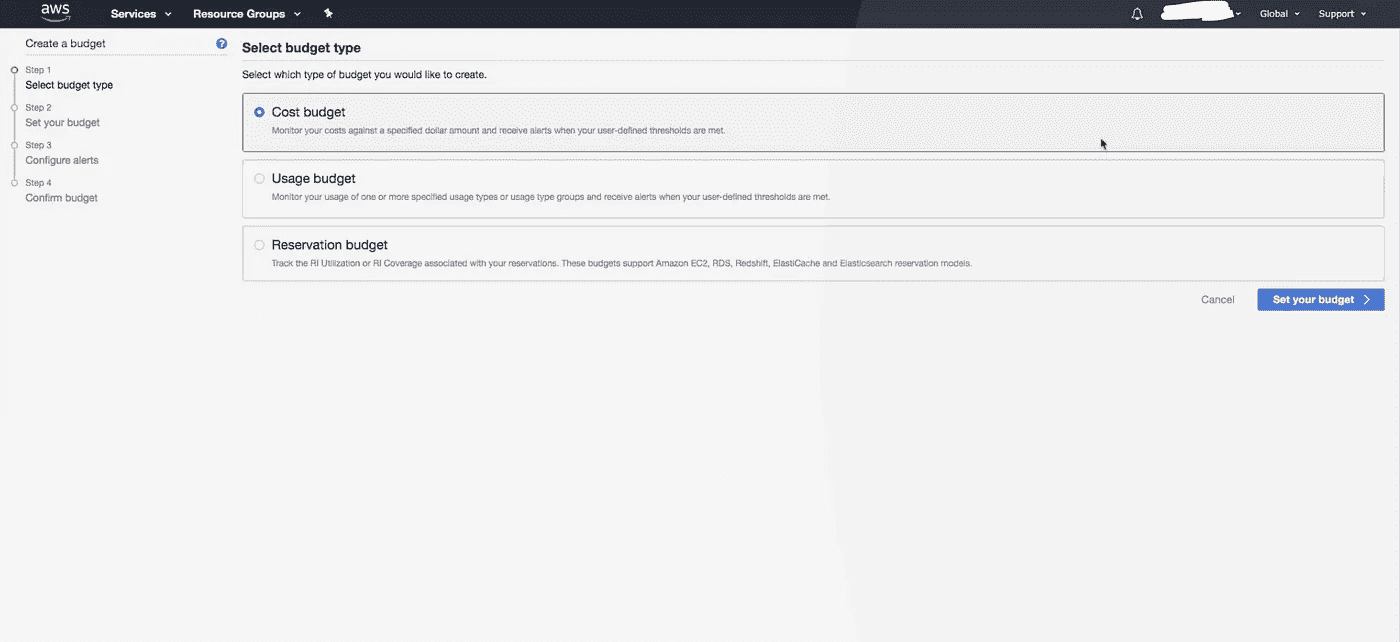 aws
Services
Resource Groups
Global
Support
Create a budget
?
Step 1
Select budget type
Step 2
Set your budget
Step 3
Configure alerts
Step 4
Confirm budget
Select budget type
Select which type of budget you would like to create.
Cost budget
Monitor your costs against a specified dollar amount and receive alerts when your user-defined thresholds are met.
Usage budget
Monitor your usage of one or more specified usage types or usage type groups and receive alerts when your user-defined thresholds are met.
Reservation budget
Track the RI Utilization or RI Coverage associated with your reservations. These budgets support Amazon EC2, RDS, Redshift, ElastiCache and Elasticsearch reservation models.
Cancel
Set your budget